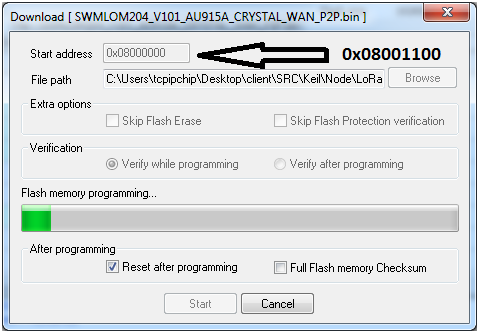 Download [ SWMLOM204_V101_AU915A_CRYSTAL_WAN_P2P.bin ]
Start address 0x08000000 0x08001100
File path C:\Users\tcpipchip\Desktop\client\SRC\Keil\Node\LoRa Browse
Extra options
Skip Flash Erase Skip Flash Protection verification
Verification
Verify while programming Verify after programming
Flash memory programming...
After programming
Reset after programming Full Flash memory Checksum
Start Cancel